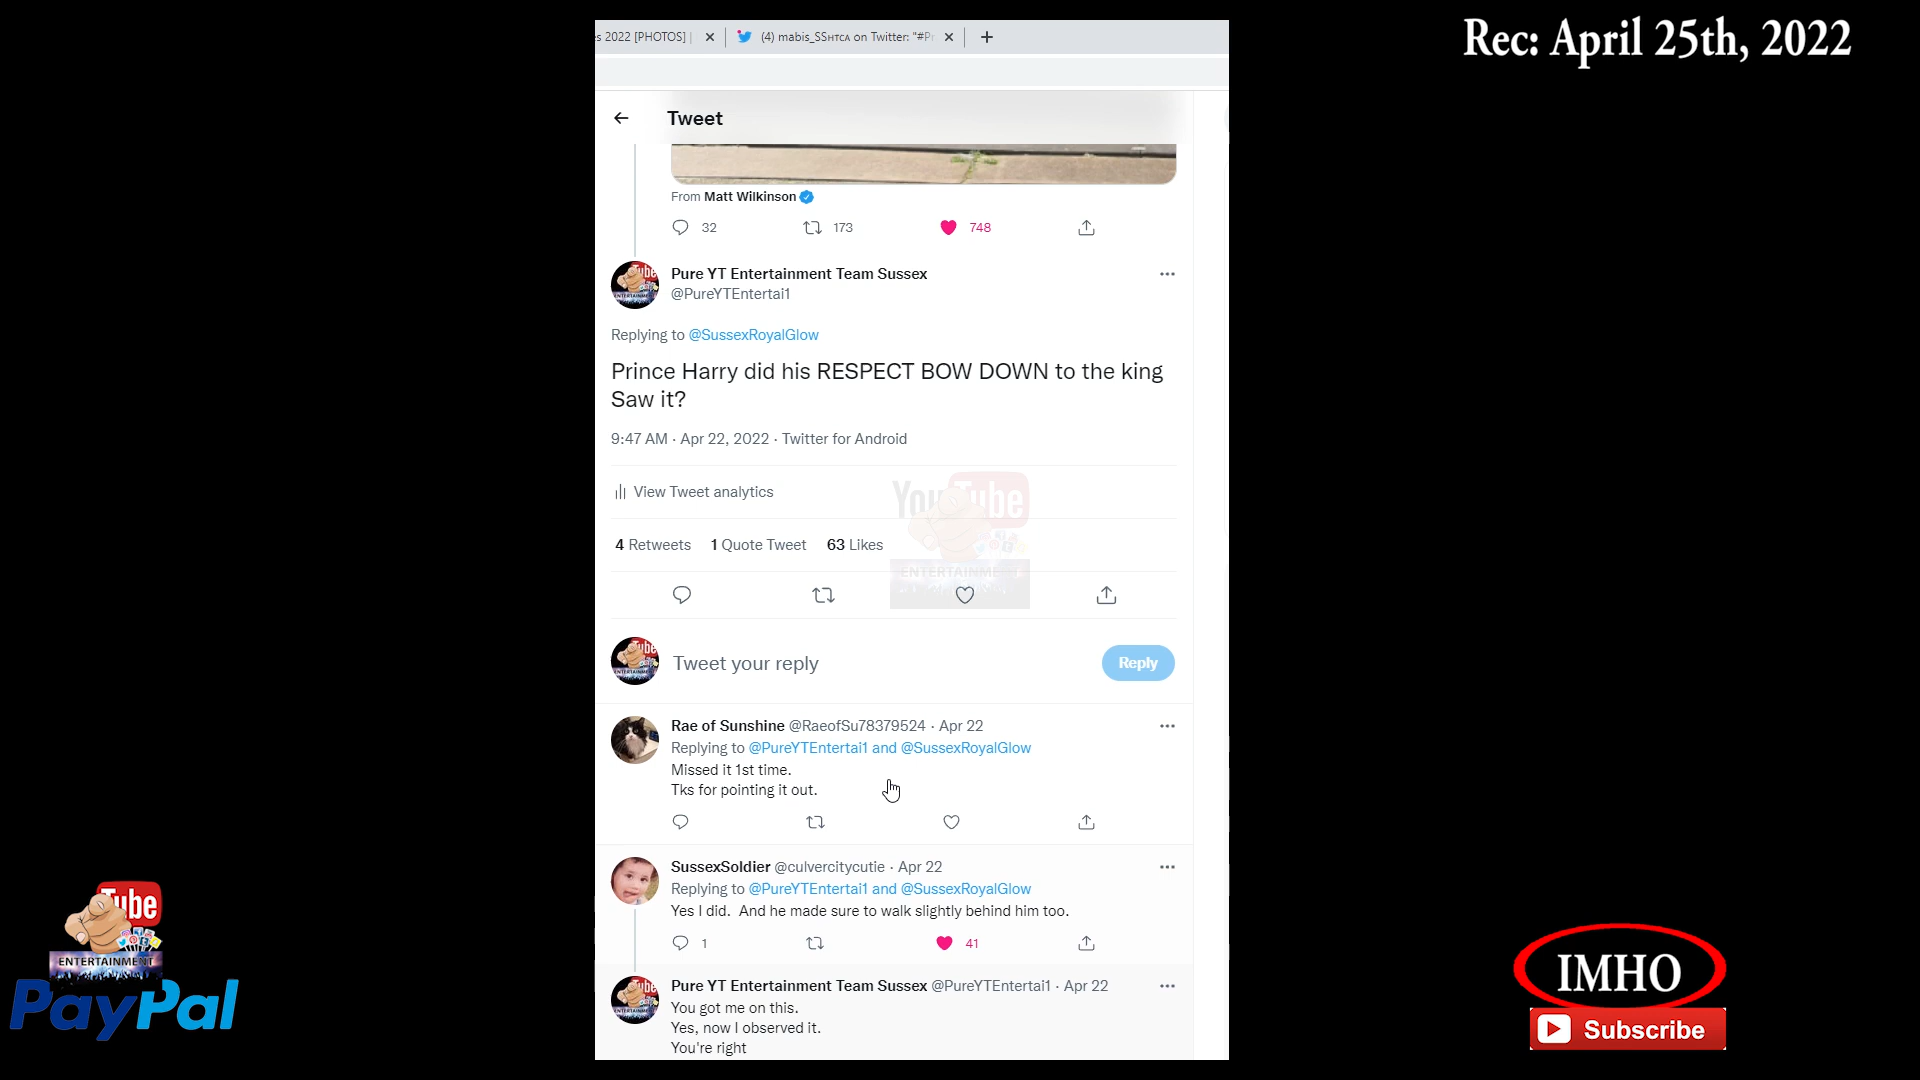 Rec: April 25th, 2022
s 2022 [PHOTOS] |
(4) mabis_SSHTCA on Twitter: "#Pr
Tweet
From Matt Wilkinson
32 173 748
Pure YT Entertainment Team Sussex
@PureYTEntertai1
Replying to @SussexRoyalGlow
Prince Harry did his RESPECT BOW DOWN to the king
Saw it?
9:47 AM · Apr 22, 2022 · Twitter for Android
View Tweet analytics
YouTube
4 Retweets 1 Quote Tweet 63 Likes
ENTERTAINMENT
Tweet your reply
Reply
Rae of Sunshine @RaeofSu78379524 · Apr 22
Replying to @PureYTEntertai1 and @SussexRoyalGlow
Missed it 1st time.
Tks for pointing it out.
SussexSoldier @culvercitycutie · Apr 22
Replying to @PureYTEntertai1 and @SussexRoyalGlow
Yes I did. And he made sure to walk slightly behind him too.
1 41
Pure YT Entertainment Team Sussex @PureYTEntertai1 · Apr 22
You got me on this.
Yes, now I observed it.
You're right
Tube
ENTERTAINMENT
PayPal
IMHO
Subscribe